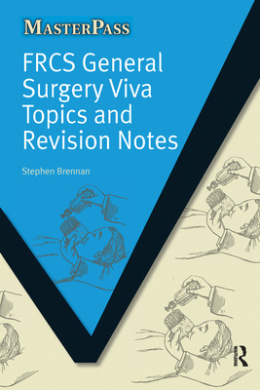 MASTERPASS
FRCS General
Surgery Viva
Topics and
Revision Notes
Stephen Brennan
R